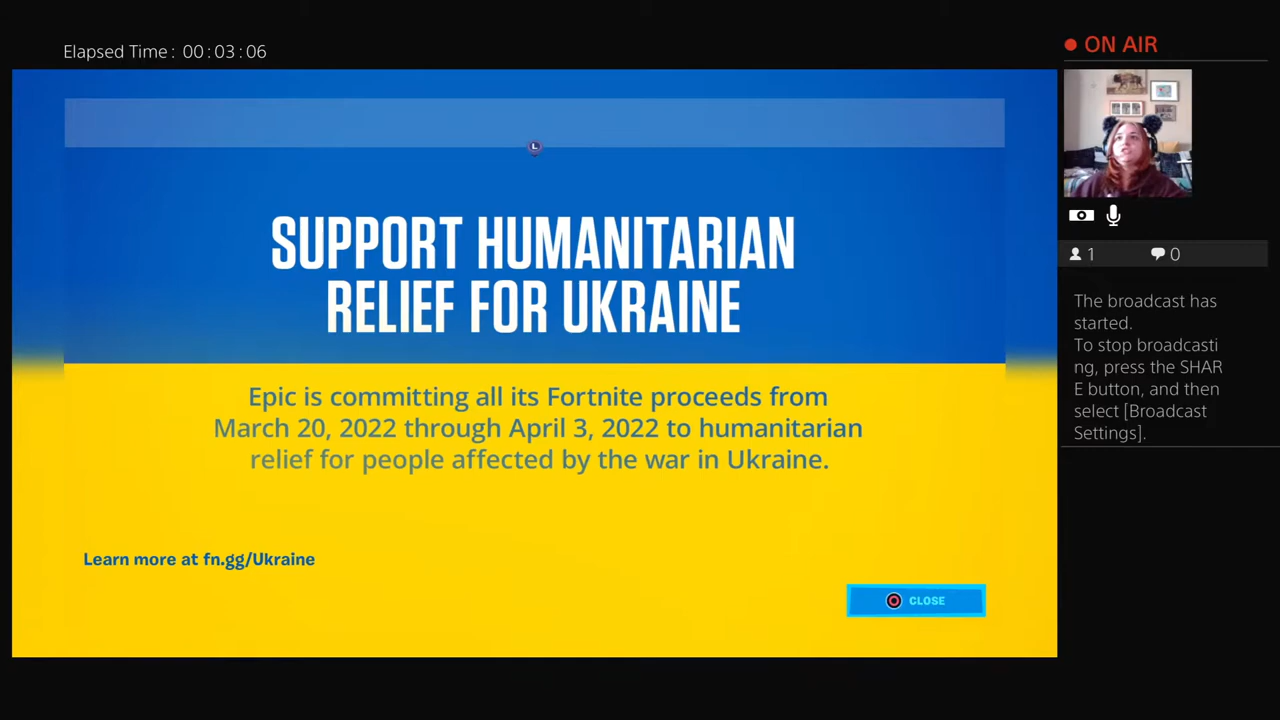 Elapsed Time: 00:03:06
ON AIR
L
SUPPORT HUMANITARIAN
RELIEF FOR UKRAINE
Epic is committing all its Fortnite proceeds from
March 20, 2022 through April 3, 2022 to humanitarian
relief for people affected by the war in Ukraine.
Learn more at fn.gg/Ukraine
CLOSE
1 0
The broadcast has
started.
To stop broadcasti
ng, press the SHAR
E button, and then
select [Broadcast
Settings].